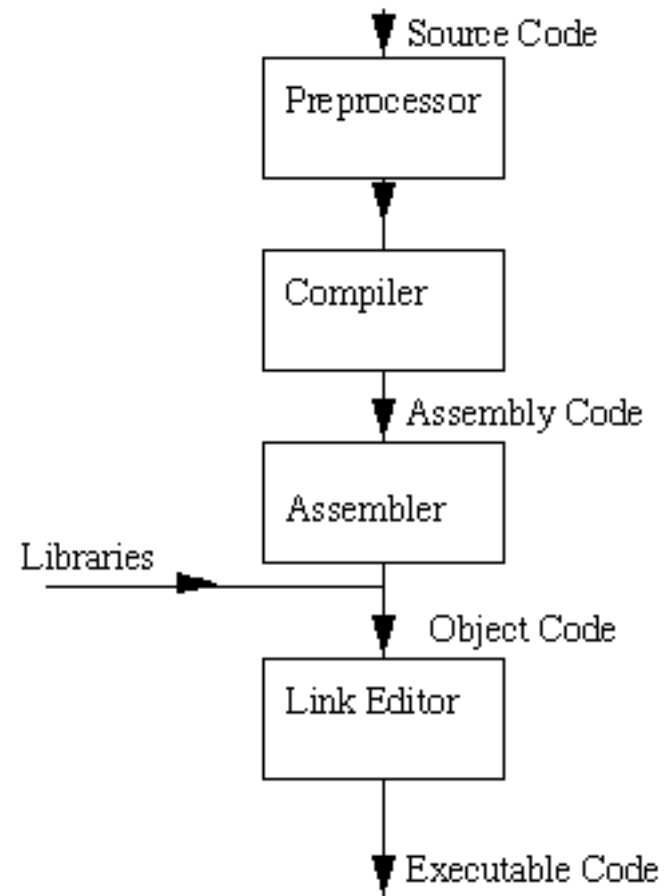 Source Code
Preprocessor
Compiler
Assembly Code
Assembler
Libraries
Object Code
Link Editor
Executable Code